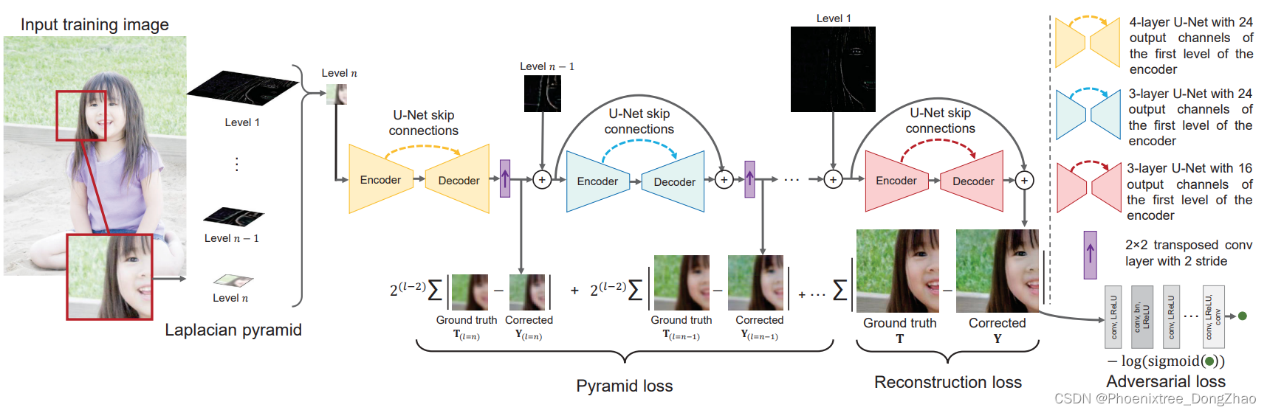 Input training image
Level 1
⋮
Level n − 1
Level n
Laplacian pyramid
Level n
U-Net skip
connections
Encoder
Decoder
Level n − 1
+
U-Net skip
connections
Encoder
Decoder
+
⋯
Level 1
+
U-Net skip
connections
Encoder
Decoder
+
2^(l−2) ∑ | − |
Ground truth
T(l=n)
Corrected
Y(l=n)
+ 2^(l−2) ∑ | − |
Ground truth
T(l=n−1)
Corrected
Y(l=n−1)
+ ⋯ ∑ | − |
Ground truth
T
Corrected
Y
Pyramid loss
Reconstruction loss
4-layer U-Net with 24
output channels of
the first level of the
encoder
3-layer U-Net with 24
output channels of
the first level of the
encoder
3-layer U-Net with 16
output channels of
the first level of the
encoder
2×2 transposed conv
layer with 2 stride
conv, LReLU
conv, bn,
LReLU
conv, LReLU
⋯
conv, LReLU,
conv
− log(sigmoid(●))
Adversarial loss
CSDN @Phoenixtree_DongZhao